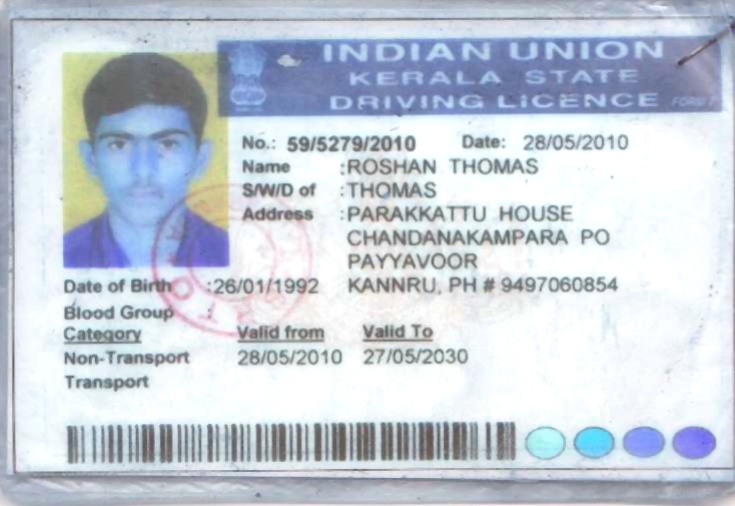 INDIAN UNION
KERALA STATE
DRIVING LICENCE
No.: 59/5279/2010 Date: 28/05/2010
Name :ROSHAN THOMAS
S/W/D of :THOMAS
Address :PARAKKATTU HOUSE
CHANDANAKAMPARA PO
PAYYAVOOR
KANNRU, PH # 9497060854
Date of Birth :26/01/1992
Blood Group :
Category Valid from Valid To
Non-Transport 28/05/2010 27/05/2030
Transport